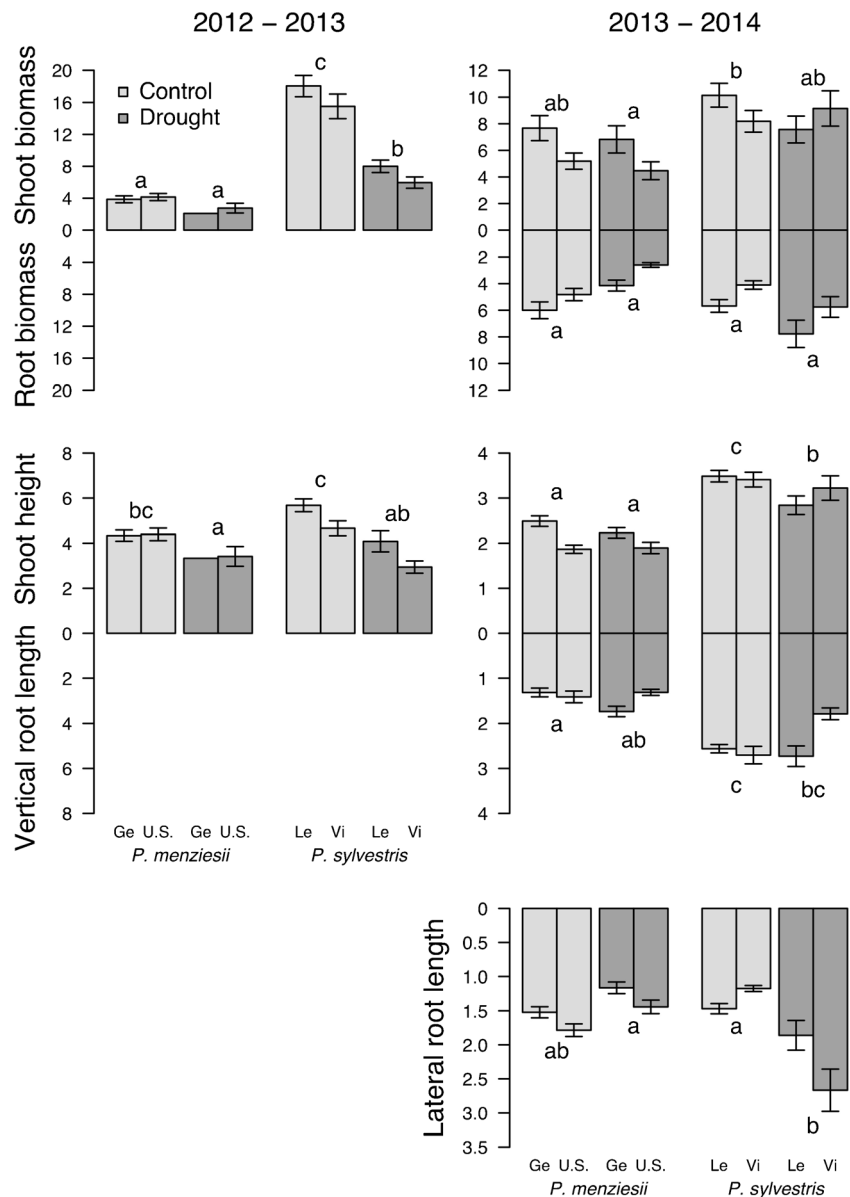 2012 – 2013
2013 – 2014
Shoot biomass
Root biomass
20
16
12
8
4
0
4
8
12
16
20
Control
Drought
a
a
c
b
12
10
8
6
4
2
0
2
4
6
8
10
12
ab
a
b
ab
a
a
a
a
Shoot height
Vertical root length
8
6
4
2
0
2
4
6
8
bc
a
c
ab
Ge U.S. Ge U.S. Le Vi Le Vi
P. menziesii P. sylvestris
4
3
2
1
0
1
2
3
4
a
a
c
b
a
ab
c
bc
Lateral root length
0
1.0
1.5
2.0
2.5
3.0
3.5
ab
a
a
b
Ge U.S. Ge U.S. Le Vi Le Vi
P. menziesii P. sylvestris